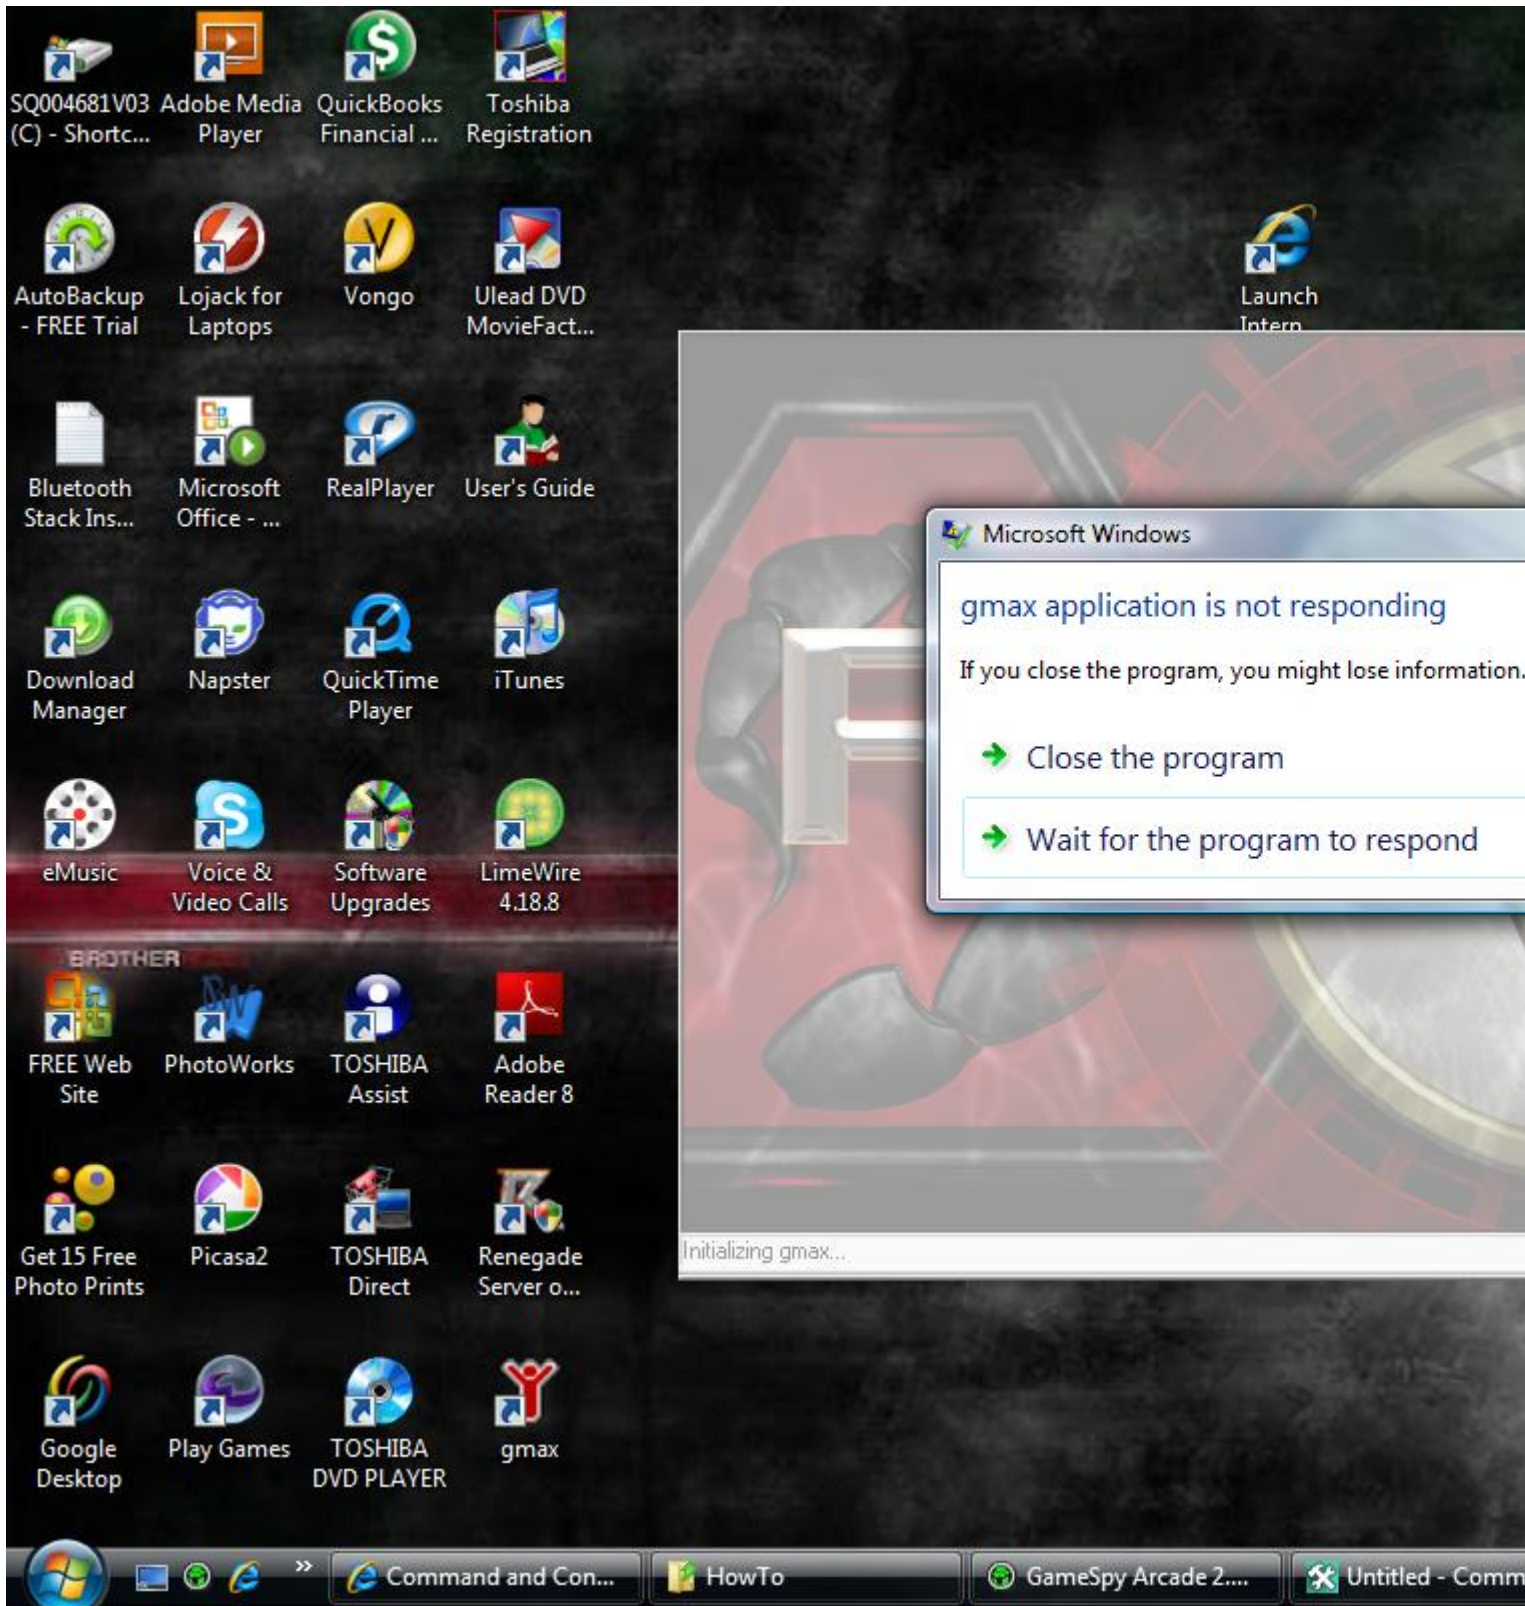 SQ004681V03
(C) - Shortc...
Adobe Media
Player
QuickBooks
Financial ...
Toshiba
Registration
AutoBackup
- FREE Trial
Lojack for
Laptops
Vongo
Ulead DVD
MovieFact...
Launch
Intern
Bluetooth
Stack Ins...
Microsoft
Office - ...
RealPlayer
User's Guide
Microsoft Windows
gmax application is not responding
If you close the program, you might lose information.
Close the program
Wait for the program to respond
Download
Manager
Napster
QuickTime
Player
iTunes
eMusic
Voice &
Video Calls
Software
Upgrades
LimeWire
4.18.8
BROTHER
FREE Web
Site
PhotoWorks
TOSHIBA
Assist
Adobe
Reader 8
Get 15 Free
Photo Prints
Picasa2
TOSHIBA
Direct
Renegade
Server o...
Initializing gmax...
Google
Desktop
Play Games
TOSHIBA
DVD PLAYER
gmax
Command and Con...
HowTo
GameSpy Arcade 2....
Untitled - Comm